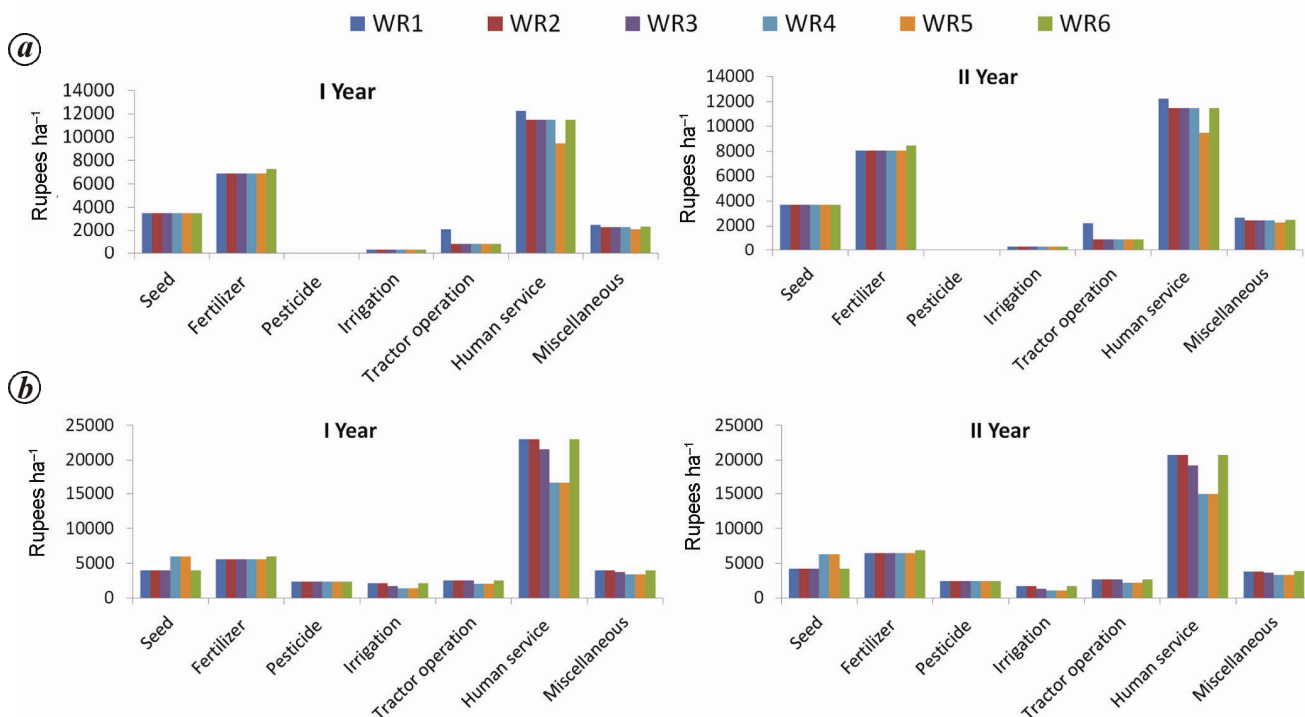 WR1 WR2 WR3 WR4 WR5 WR6
a
I Year
Rupees ha⁻¹
14000
12000
10000
8000
6000
4000
2000
0
Seed
Fertilizer
Pesticide
Irrigation
Tractor operation
Human service
Miscellaneous
II Year
Rupees ha⁻¹
14000
12000
10000
8000
6000
4000
2000
0
Seed
Fertilizer
Pesticide
Irrigation
Tractor operation
Human service
Miscellaneous
b
I Year
Rupees ha⁻¹
25000
20000
15000
10000
5000
0
Seed
Fertilizer
Pesticide
Irrigation
Tractor operation
Human service
Miscellaneous
II Year
Rupees ha⁻¹
25000
20000
15000
10000
5000
0
Seed
Fertilizer
Pesticide
Irrigation
Tractor operation
Human service
Miscellaneous